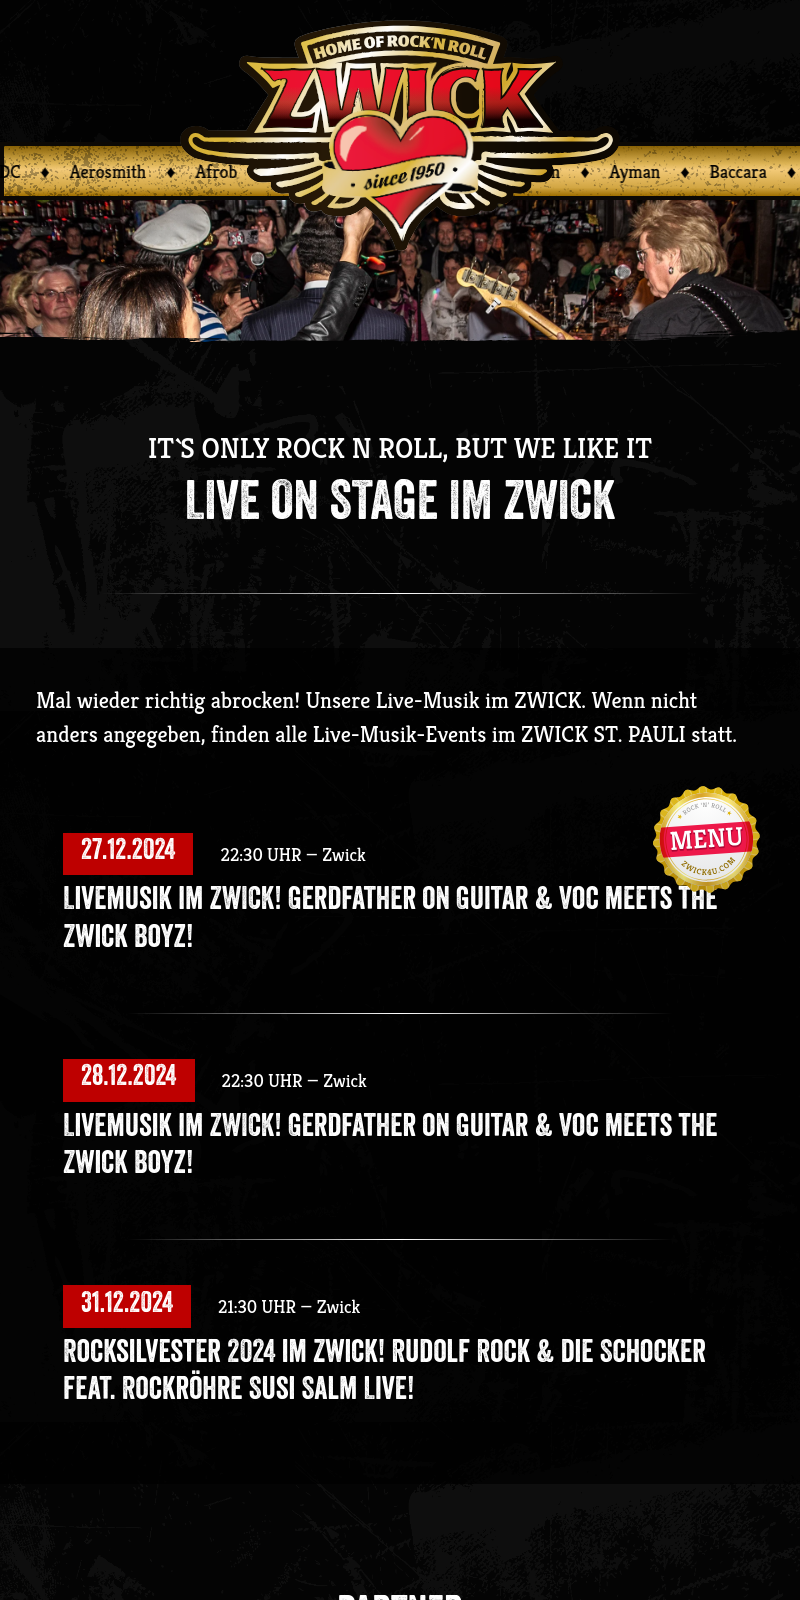 HOME OF ROCK'N ROLL
ZWICK
since 1950
Aerosmith ♦ Afrob
♦ Ayman ♦ Baccara ♦
IT`S ONLY ROCK N ROLL, BUT WE LIKE IT
LIVE ON STAGE IM ZWICK
Mal wieder richtig abrocken! Unsere Live-Musik im ZWICK. Wenn nicht
anders angegeben, finden alle Live-Musik-Events im ZWICK ST. PAULI statt.
ROCK 'N' ROLL
MENU
ZWICK4U.COM
27.12.2024 22:30 UHR – Zwick
LIVEMUSIK IM ZWICK! GERDFATHER ON GUITAR & VOC MEETS THE
ZWICK BOYZ!
28.12.2024 22:30 UHR – Zwick
LIVEMUSIK IM ZWICK! GERDFATHER ON GUITAR & VOC MEETS THE
ZWICK BOYZ!
31.12.2024 21:30 UHR – Zwick
ROCKSILVESTER 2024 IM ZWICK! RUDOLF ROCK & DIE SCHOCKER
FEAT. ROCKRÖHRE SUSI SALM LIVE!
PARTNER